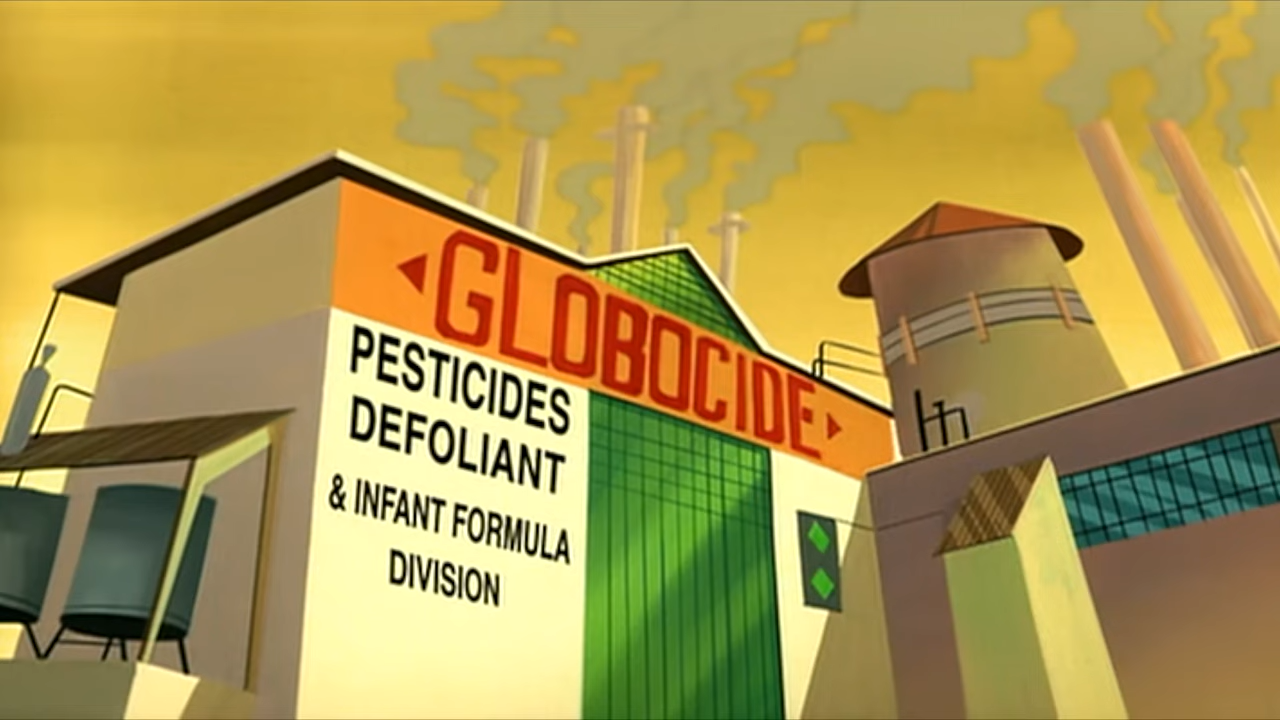 GLOBOCIDE
PESTICIDES
DEFOLIANT
& INFANT FORMULA
DIVISION